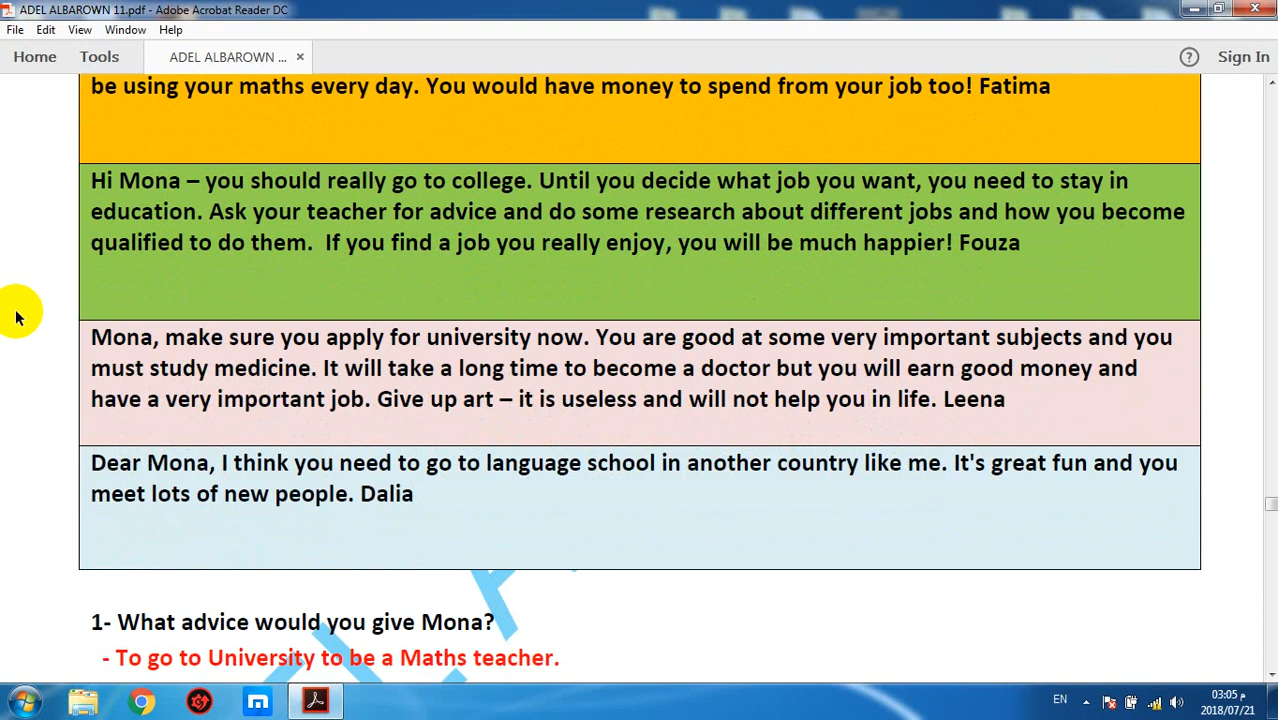 ADEL ALBAROWN 11.pdf - Adobe Acrobat Reader DC
File Edit View Window Help
Home Tools ADEL ALBAROWN ... × ? Sign In
be using your maths every day. You would have money to spend from your job too! Fatima
Hi Mona – you should really go to college. Until you decide what job you want, you need to stay in
education. Ask your teacher for advice and do some research about different jobs and how you become
qualified to do them.  If you find a job you really enjoy, you will be much happier! Fouza
Mona, make sure you apply for university now. You are good at some very important subjects and you
must study medicine. It will take a long time to become a doctor but you will earn good money and
have a very important job. Give up art – it is useless and will not help you in life. Leena
Dear Mona, I think you need to go to language school in another country like me. It's great fun and you
meet lots of new people. Dalia
1- What advice would you give Mona?
- To go to University to be a Maths teacher.
EN
03:05 م
2018/07/21